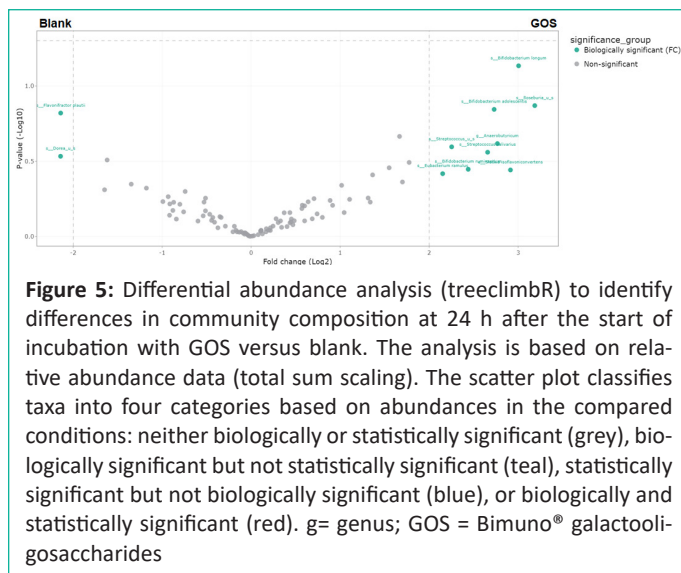 Blank GOS
significance_group
Biologically significant (FC)
Non-significant
s__Bifidobacterium longum
s__Roseburia_u_s
s__Bifidobacterium adolescentis
s__Flavonifractor plautii
g__Anaerobutyricum
s__Streptococcus_u_s
s__Dorea_u_s
1.0
0.5
0.0
P-value (-Log10)
-2 -1 0 1 2 3
Fold change (Log2)
Figure 5: Differential abundance analysis (treeclimbR) to identify
differences in community composition at 24 h after the start of
incubation with GOS versus blank. The analysis is based on rela-
tive abundance data (total sum scaling). The scatter plot classifies
taxa into four categories based on abundances in the compared
conditions: neither biologically or statistically significant (grey), bio-
logically significant but not statistically significant (teal), statistically
significant but not biologically significant (blue), or biologically and
statistically significant (red). g= genus; GOS = Bimuno® galactooli-
gosaccharides